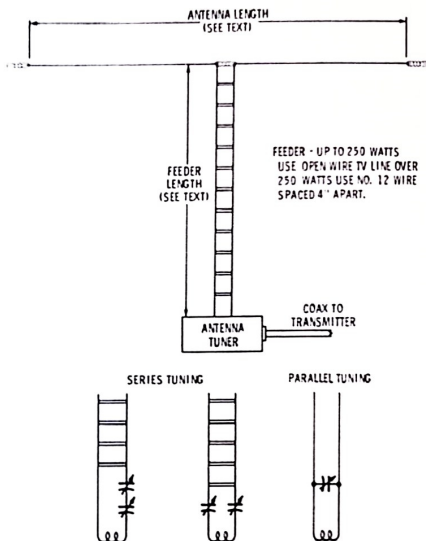 ANTENNA LENGTH
(SEE TEXT)
FEEDER
LENGTH
(SEE TEXT)
FEEDER - UP TO 250 WATTS
USE OPEN WIRE TV LINE OVER
250 WATTS USE NO. 12 WIRE
SPACED 4" APART.
ANTENNA
TUNER
COAX TO
TRANSMITTER
SERIES TUNING
PARALLEL TUNING